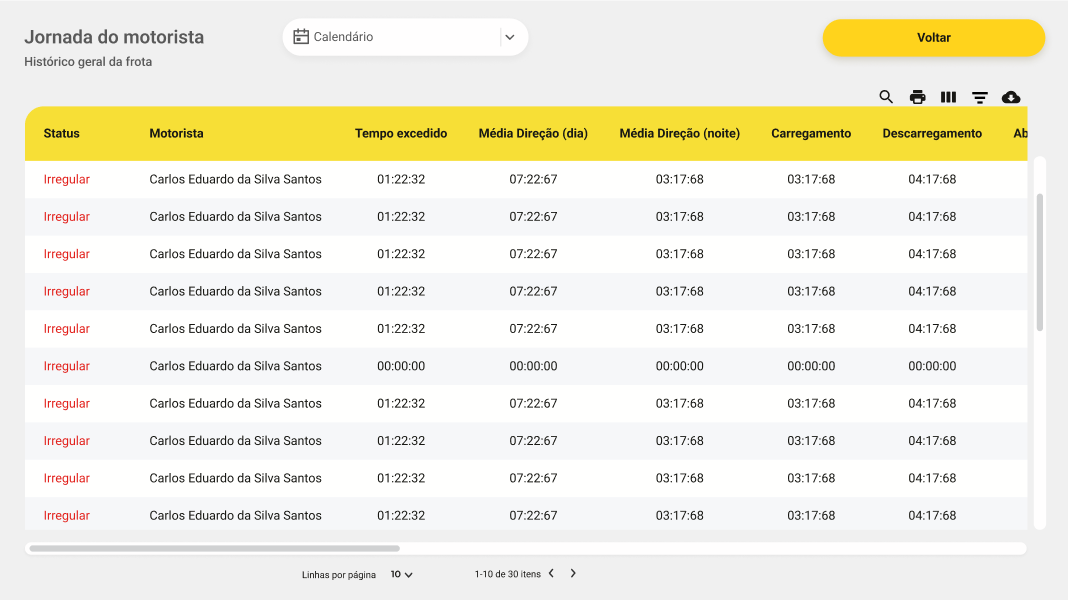 Jornada do motorista
Histórico geral da frota
Calendário
Voltar
Status Motorista Tempo excedido Média Direção (dia) Média Direção (noite) Carregamento Descarregamento Ab
Irregular Carlos Eduardo da Silva Santos 01:22:32 07:22:67 03:17:68 03:17:68 04:17:68
Irregular Carlos Eduardo da Silva Santos 01:22:32 07:22:67 03:17:68 03:17:68 04:17:68
Irregular Carlos Eduardo da Silva Santos 01:22:32 07:22:67 03:17:68 03:17:68 04:17:68
Irregular Carlos Eduardo da Silva Santos 01:22:32 07:22:67 03:17:68 03:17:68 04:17:68
Irregular Carlos Eduardo da Silva Santos 01:22:32 07:22:67 03:17:68 03:17:68 04:17:68
Irregular Carlos Eduardo da Silva Santos 00:00:00 00:00:00 00:00:00 00:00:00 00:00:00
Irregular Carlos Eduardo da Silva Santos 01:22:32 07:22:67 03:17:68 03:17:68 04:17:68
Irregular Carlos Eduardo da Silva Santos 01:22:32 07:22:67 03:17:68 03:17:68 04:17:68
Irregular Carlos Eduardo da Silva Santos 01:22:32 07:22:67 03:17:68 03:17:68 04:17:68
Irregular Carlos Eduardo da Silva Santos 01:22:32 07:22:67 03:17:68 03:17:68 04:17:68
Linhas por página 10 1-10 de 30 itens